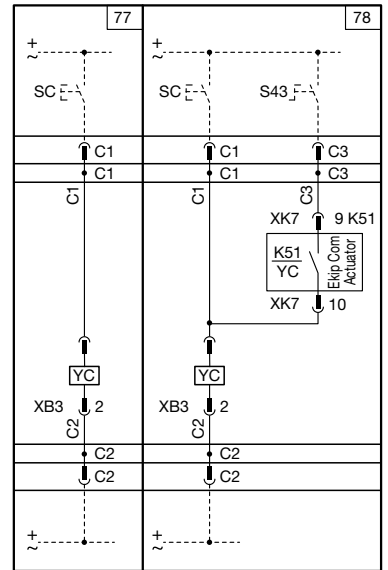 77
78
+
~
+
~
SC
SC
S43
C1
C1
C3
C1
C1
C3
C1
C1
C3
XK7 9 K51
K51
YC
Ekip Com
Actuator
XK7 10
YC
YC
XB3 2
XB3 2
C2
C2
C2
C2
C2
C2
+
~
+
~